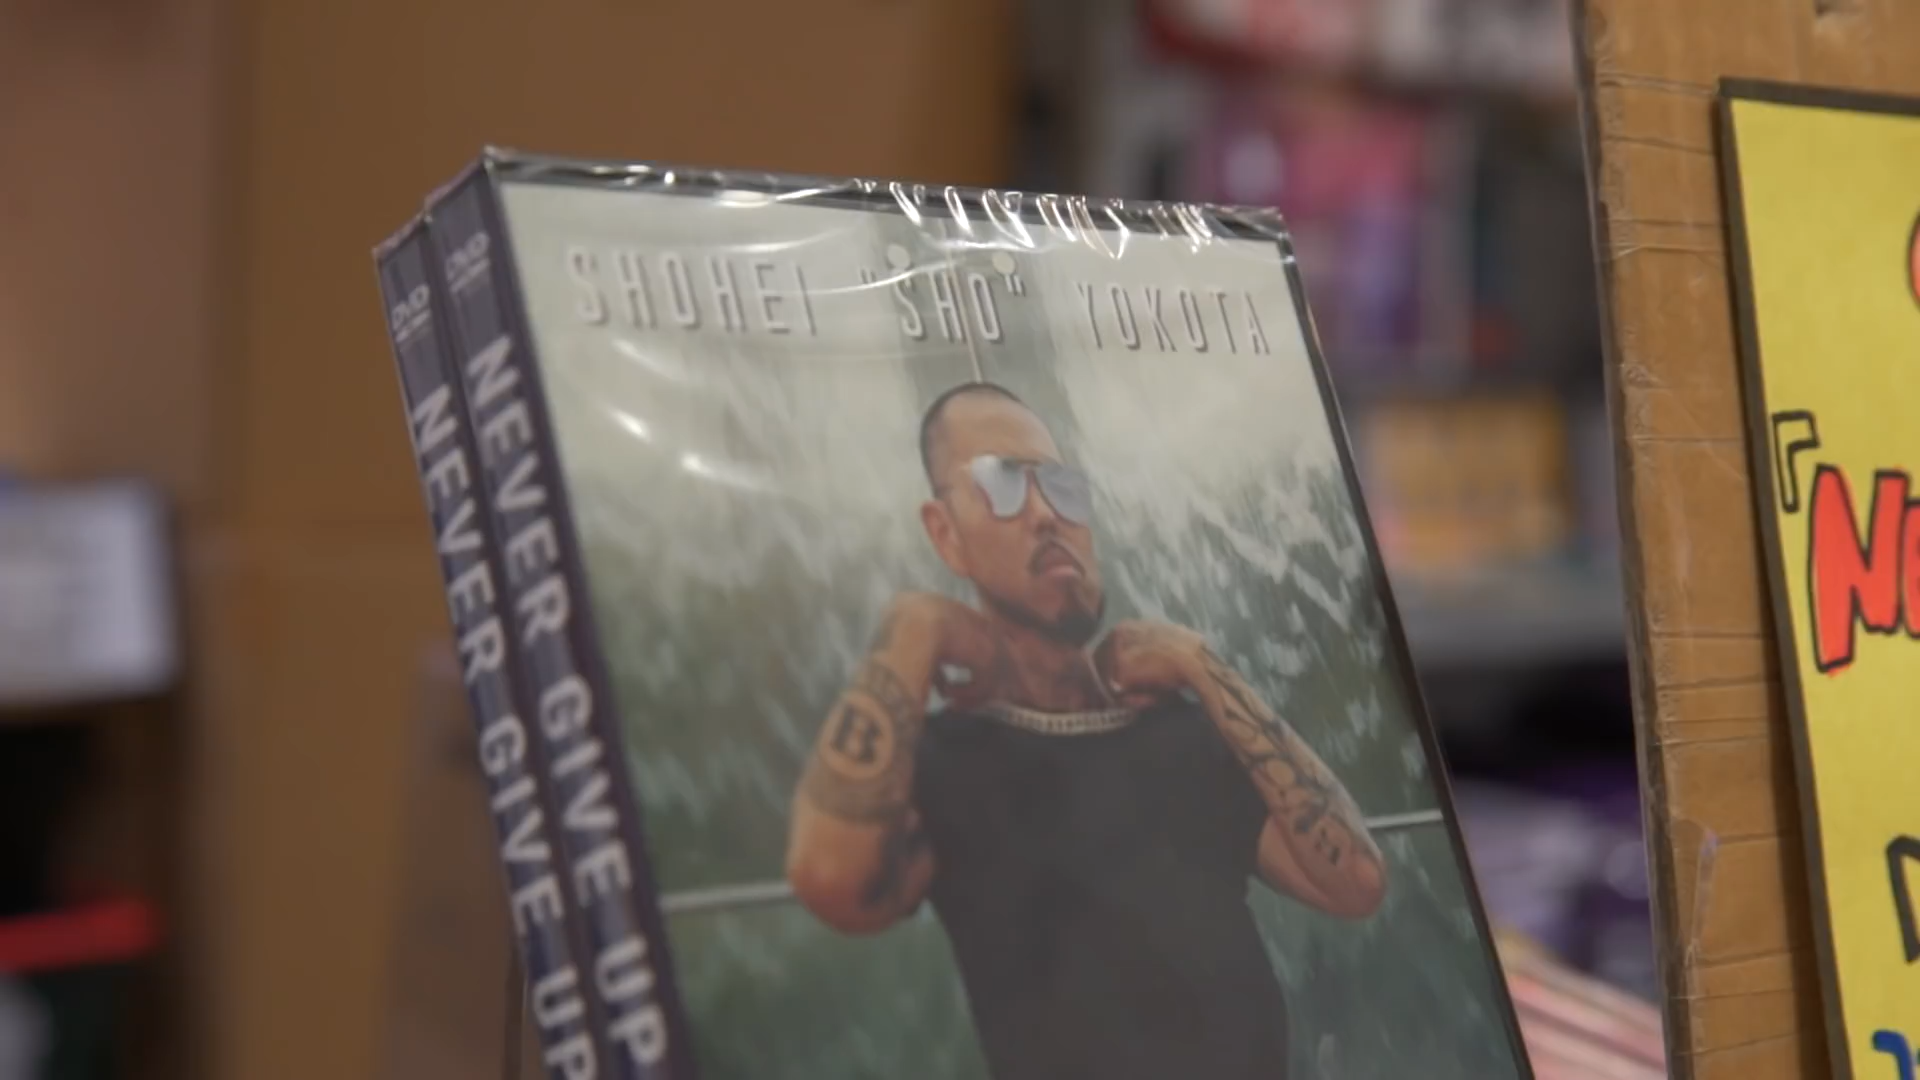 SHOHEI "SHO" YOKOTA
DVD
NEVER GIVE UP
DVD
NEVER GIVE UP
B
『NE